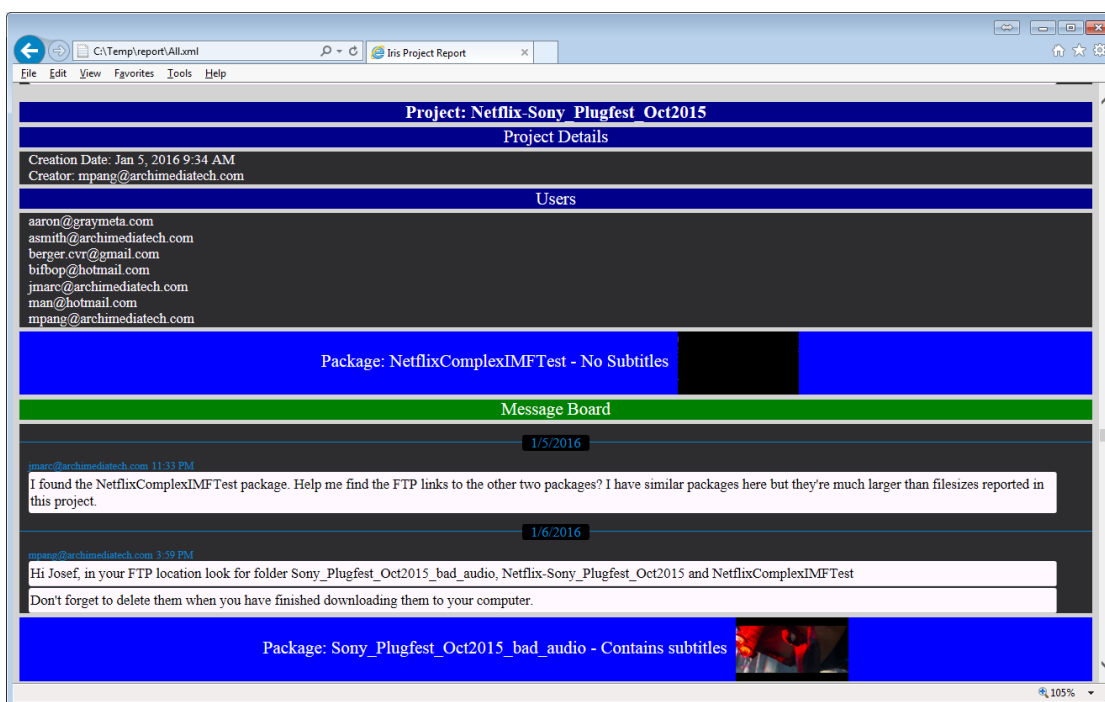 C:\Temp\report\All.xml
Iris Project Report
File Edit View Favorites Tools Help
Project: Netflix-Sony_Plugfest_Oct2015
Project Details
Creation Date: Jan 5, 2016 9:34 AM
Creator: mpang@archimediatech.com
Users
aaron@graymeta.com
asmith@archimediatech.com
berger.cvr@gmail.com
bifbop@hotmail.com
jmarc@archimediatech.com
man@hotmail.com
mpang@archimediatech.com
Package: NetflixComplexIMFTest - No Subtitles
Message Board
1/5/2016
jmarc@archimediatech.com 11:33 PM
I found the NetflixComplexIMFTest package. Help me find the FTP links to the other two packages? I have similar packages here but they're much larger than filesizes reported in
this project.
1/6/2016
mpang@archimediatech.com 3:59 PM
Hi Josef, in your FTP location look for folder Sony_Plugfest_Oct2015_bad_audio, Netflix-Sony_Plugfest_Oct2015 and NetflixComplexIMFTest
Don't forget to delete them when you have finished downloading them to your computer.
Package: Sony_Plugfest_Oct2015_bad_audio - Contains subtitles
105%